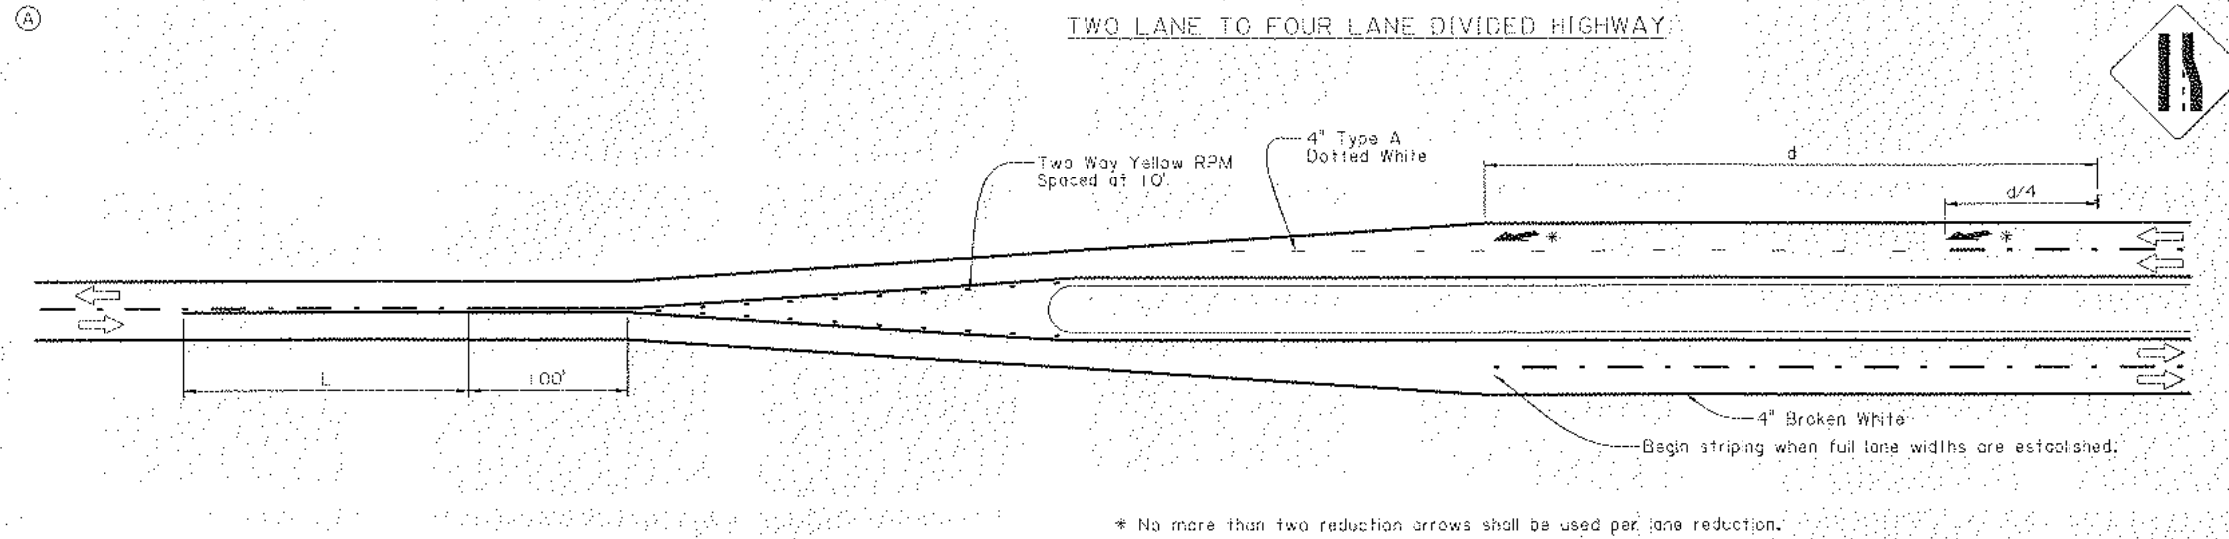 A
TWO LANE TO FOUR LANE DIVIDED HIGHWAY
4" Type A
Dotted White
Two Way Yellow RPM
Spaced at 10'
d
d/4
*
*
L
100'
4" Broken White
Begin striping when full lane widths are established.
* No more than two reduction arrows shall be used per lane reduction.